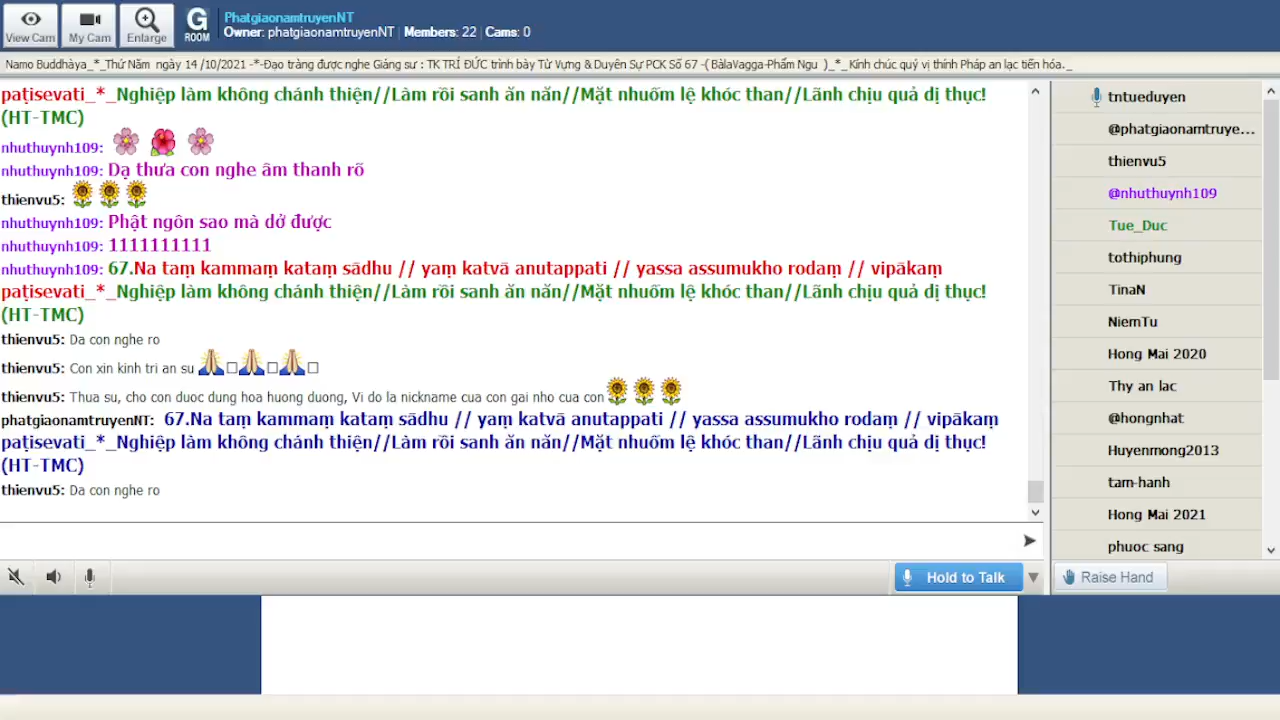 View Cam
My Cam
Enlarge
G ROOM
PhatgiaonamtruyenNT
Owner: phatgiaonamtruyenNT | Members: 22 | Cams: 0
Namo Buddhàya_*_Thứ Năm ngày 14 /10/2021 -*-Đạo tràng được nghe Giảng sư : TK TRÍ ĐỨC trình bày Từ Vựng & Duyên Sự PCK Số 67 -( BàlaVagga-Phẩm Ngu )_*_ Kính chúc quý vị thính Pháp an lạc tiến hóa._
paṭisevati_*_Nghiệp làm không chánh thiện//Làm rồi sanh ăn năn//Mặt nhuốm lệ khóc than//Lãnh chịu quả dị thục!
(HT-TMC)
nhuthuynh109:
nhuthuynh109: Dạ thưa con nghe âm thanh rõ
thienvu5:
nhuthuynh109: Phật ngôn sao mà dở được
nhuthuynh109: 1111111111
nhuthuynh109: 67.Na taṃ kammaṃ kataṃ sādhu // yaṃ katvā anutappati // yassa assumukho rodaṃ // vipākaṃ
paṭisevati_*_Nghiệp làm không chánh thiện//Làm rồi sanh ăn năn//Mặt nhuốm lệ khóc than//Lãnh chịu quả dị thục!
(HT-TMC)
thienvu5: Da con nghe ro
thienvu5: Con xin kinh tri an su
thienvu5: Thua su, cho con duoc dung hoa huong duong, Vi do la nickname cua con gai nho cua con
phatgiaonamtruyenNT: 67.Na taṃ kammaṃ kataṃ sādhu // yaṃ katvā anutappati // yassa assumukho rodaṃ // vipākaṃ
paṭisevati_*_Nghiệp làm không chánh thiện//Làm rồi sanh ăn năn//Mặt nhuốm lệ khóc than//Lãnh chịu quả dị thục!
(HT-TMC)
thienvu5: Da con nghe ro
Hold to Talk
tntueduyen
@phatgiaonamtruye...
thienvu5
@nhuthuynh109
Tue_Duc
tothiphung
TinaN
NiemTu
Hong Mai 2020
Thy an lac
@hongnhat
Huyenmong2013
tam-hanh
Hong Mai 2021
phuoc sang
Raise Hand